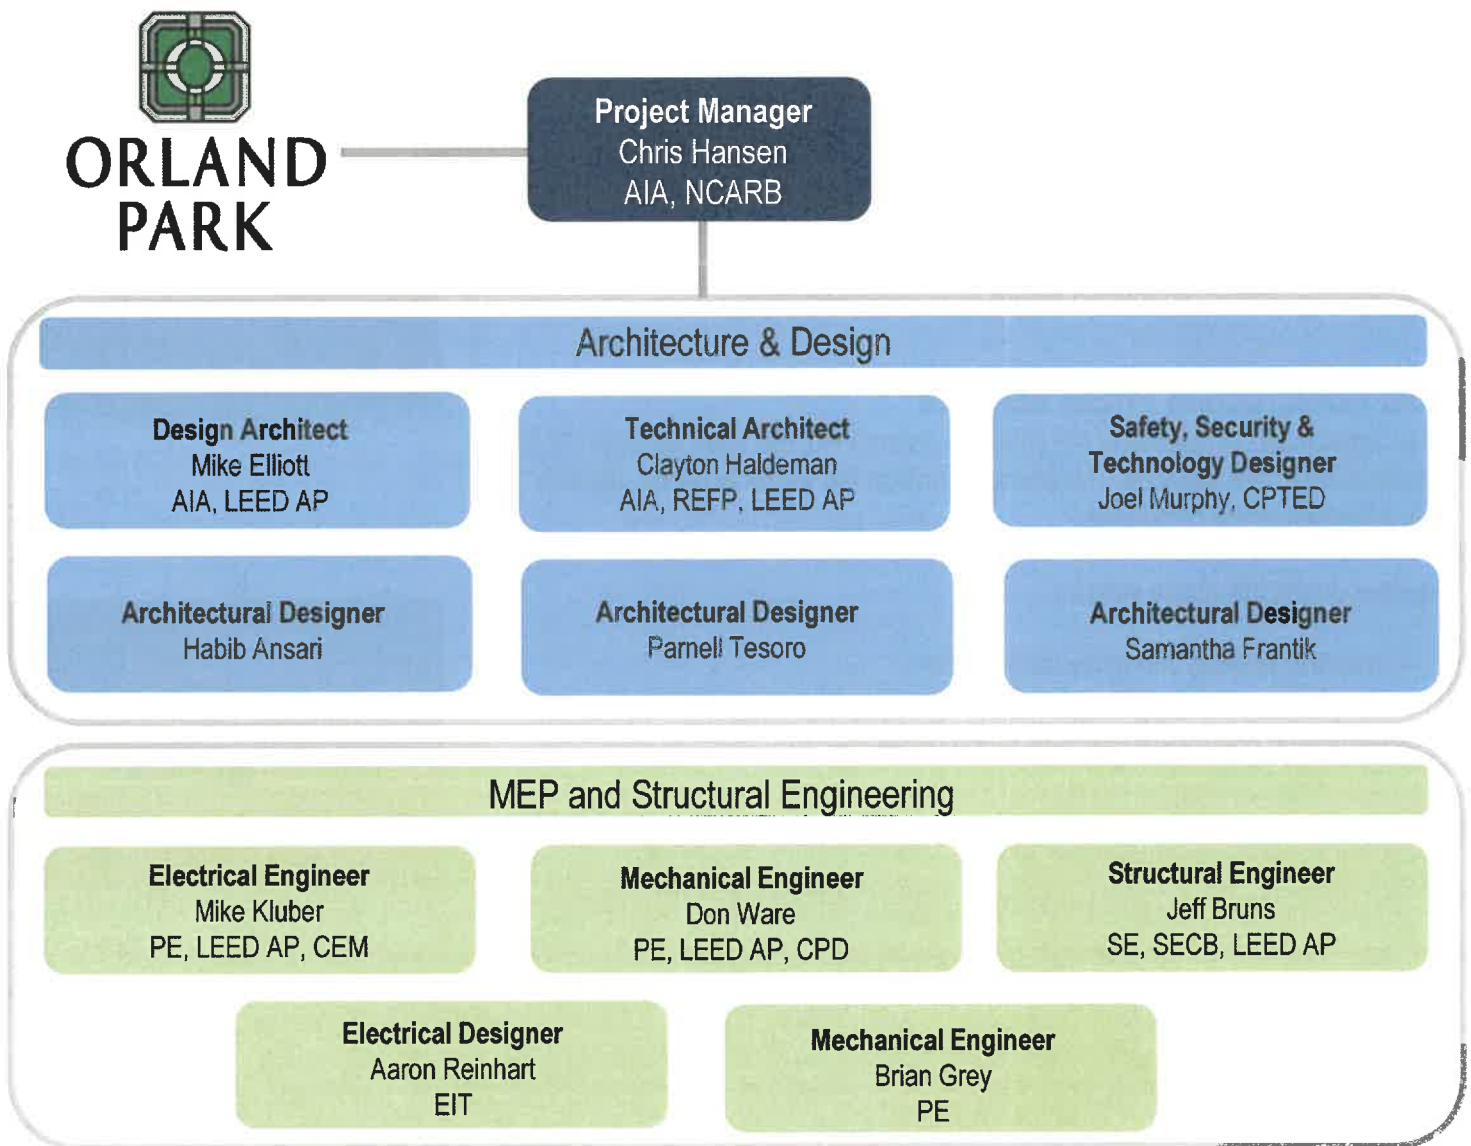 ORLAND
PARK
Project Manager
Chris Hansen
AIA, NCARB
Architecture & Design
Design Architect
Mike Elliott
AIA, LEED AP
Technical Architect
Clayton Haldeman
AIA, REFP, LEED AP
Safety, Security &
Technology Designer
Joel Murphy, CPTED
Architectural Designer
Habib Ansari
Architectural Designer
Parnell Tesoro
Architectural Designer
Samantha Frantik
MEP and Structural Engineering
Electrical Engineer
Mike Kluber
PE, LEED AP, CEM
Mechanical Engineer
Don Ware
PE, LEED AP, CPD
Structural Engineer
Jeff Bruns
SE, SECB, LEED AP
Electrical Designer
Aaron Reinhart
EIT
Mechanical Engineer
Brian Grey
PE